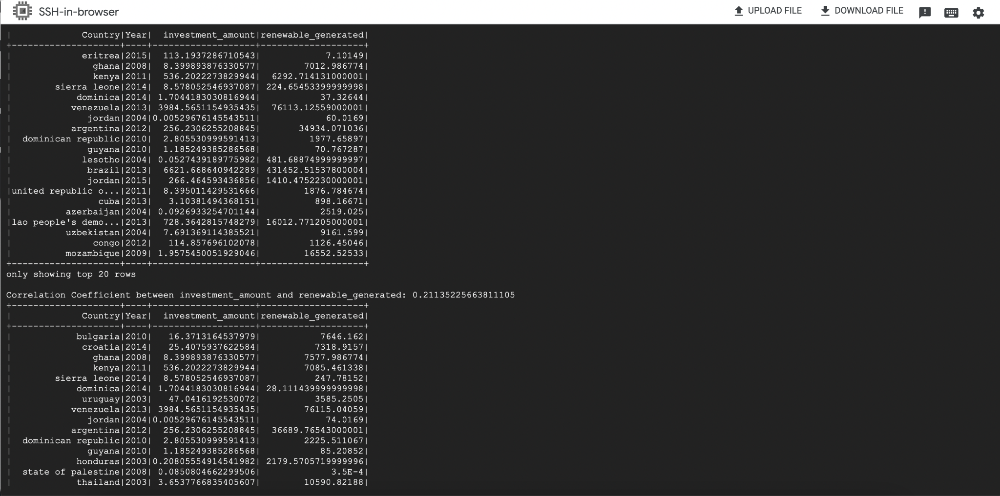 SSH-in-browser
UPLOAD FILE
DOWNLOAD FILE
|             Country|Year|  investment_amount|renewable_generated|
+--------------------+----+-------------------+-------------------+
|             eritrea|2015|  113.1937286710543|            7.10149|
|               ghana|2008|  8.399893876330577|        7012.986774|
|               kenya|2011|  536.2022273829944|  6292.714131000001|
|        sierra leone|2014|  8.578052546937087| 224.65453399999998|
|            dominica|2014| 1.7044183030816944|           37.32644|
|           venezuela|2013| 3984.5651154935435|  76113.12559000001|
|              jordan|2004|0.00529676145543511|            60.0169|
|           argentina|2012|  256.2306255208845|       34934.071036|
|  dominican republic|2010|  2.805530999591413|         1977.65897|
|              guyana|2010|  1.185249385286568|          70.767287|
|             lesotho|2004| 0.0527439189775982| 481.68874999999997|
|              brazil|2013|  6621.668640942289| 431452.51537800004|
|              jordan|2015|   266.464593436856| 1410.4752230000001|
|united republic o...|2011|  8.395011429531666|        1876.784674|
|                cuba|2013|   3.10381494368151|          898.16671|
|          azerbaijan|2004| 0.0926933254701144|           2519.025|
|lao people's demo...|2013|  728.3642815748279| 16012.771205000001|
|          uzbekistan|2004|  7.691369114385521|           9161.599|
|               congo|2012|   114.857696102078|         1126.45046|
|          mozambique|2009| 1.9575450051929046|        16552.52533|
+--------------------+----+-------------------+-------------------+
only showing top 20 rows
Correlation Coefficient between investment_amount and renewable_generated: 0.21135225663811105
+--------------------+----+-------------------+-------------------+
|             Country|Year|  investment_amount|renewable_generated|
+--------------------+----+-------------------+-------------------+
|            bulgaria|2010|   16.3713164537979|           7646.162|
|             croatia|2014|   25.4075937622584|          7318.9157|
|               ghana|2008|  8.399893876330577|        7577.986774|
|               kenya|2011|  536.2022273829944|        7085.461338|
|        sierra leone|2014|  8.578052546937087|          247.78152|
|            dominica|2014| 1.7044183030816944| 28.111439999999998|
|             uruguay|2003|   47.0416192530072|          3585.2505|
|           venezuela|2013| 3984.5651154935435|        76115.04059|
|              jordan|2004|0.00529676145543511|            74.0169|
|           argentina|2012|  256.2306255208845|  36689.76543000001|
|  dominican republic|2010|  2.805530999591413|        2225.511067|
|              guyana|2010|  1.185249385286568|           85.20852|
|            honduras|2003|0.20805554914541982| 2179.5705719999996|
|  state of palestine|2008| 0.0850804662299506|             3.5E-4|
|            thailand|2003| 3.6537766835405607|        10590.82188|